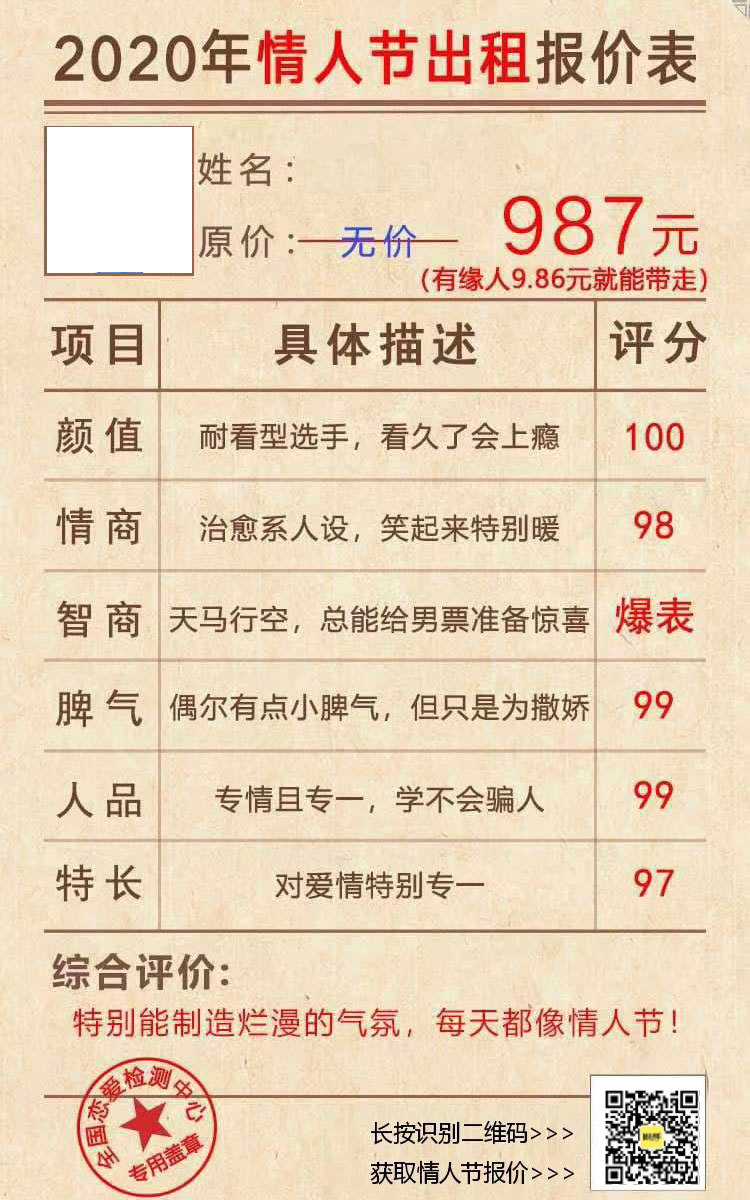 2020年情人节出租报价表
姓名：
原价：无价 987元
（有缘人9.86元就能带走）
项目 具体描述 评分
颜值 耐看型选手，看久了会上瘾 100
情商 治愈系人设，笑起来特别暖 98
智商 天马行空，总能给男票准备惊喜 爆表
脾气 偶尔有点小脾气，但只是为撒娇 99
人品 专情且专一，学不会骗人 99
特长 对爱情特别专一 97
综合评价：
特别能制造烂漫的气氛，每天都像情人节！
全国恋爱检测中心
专用盖章
长按识别二维码>>>
获取情人节报价>>>